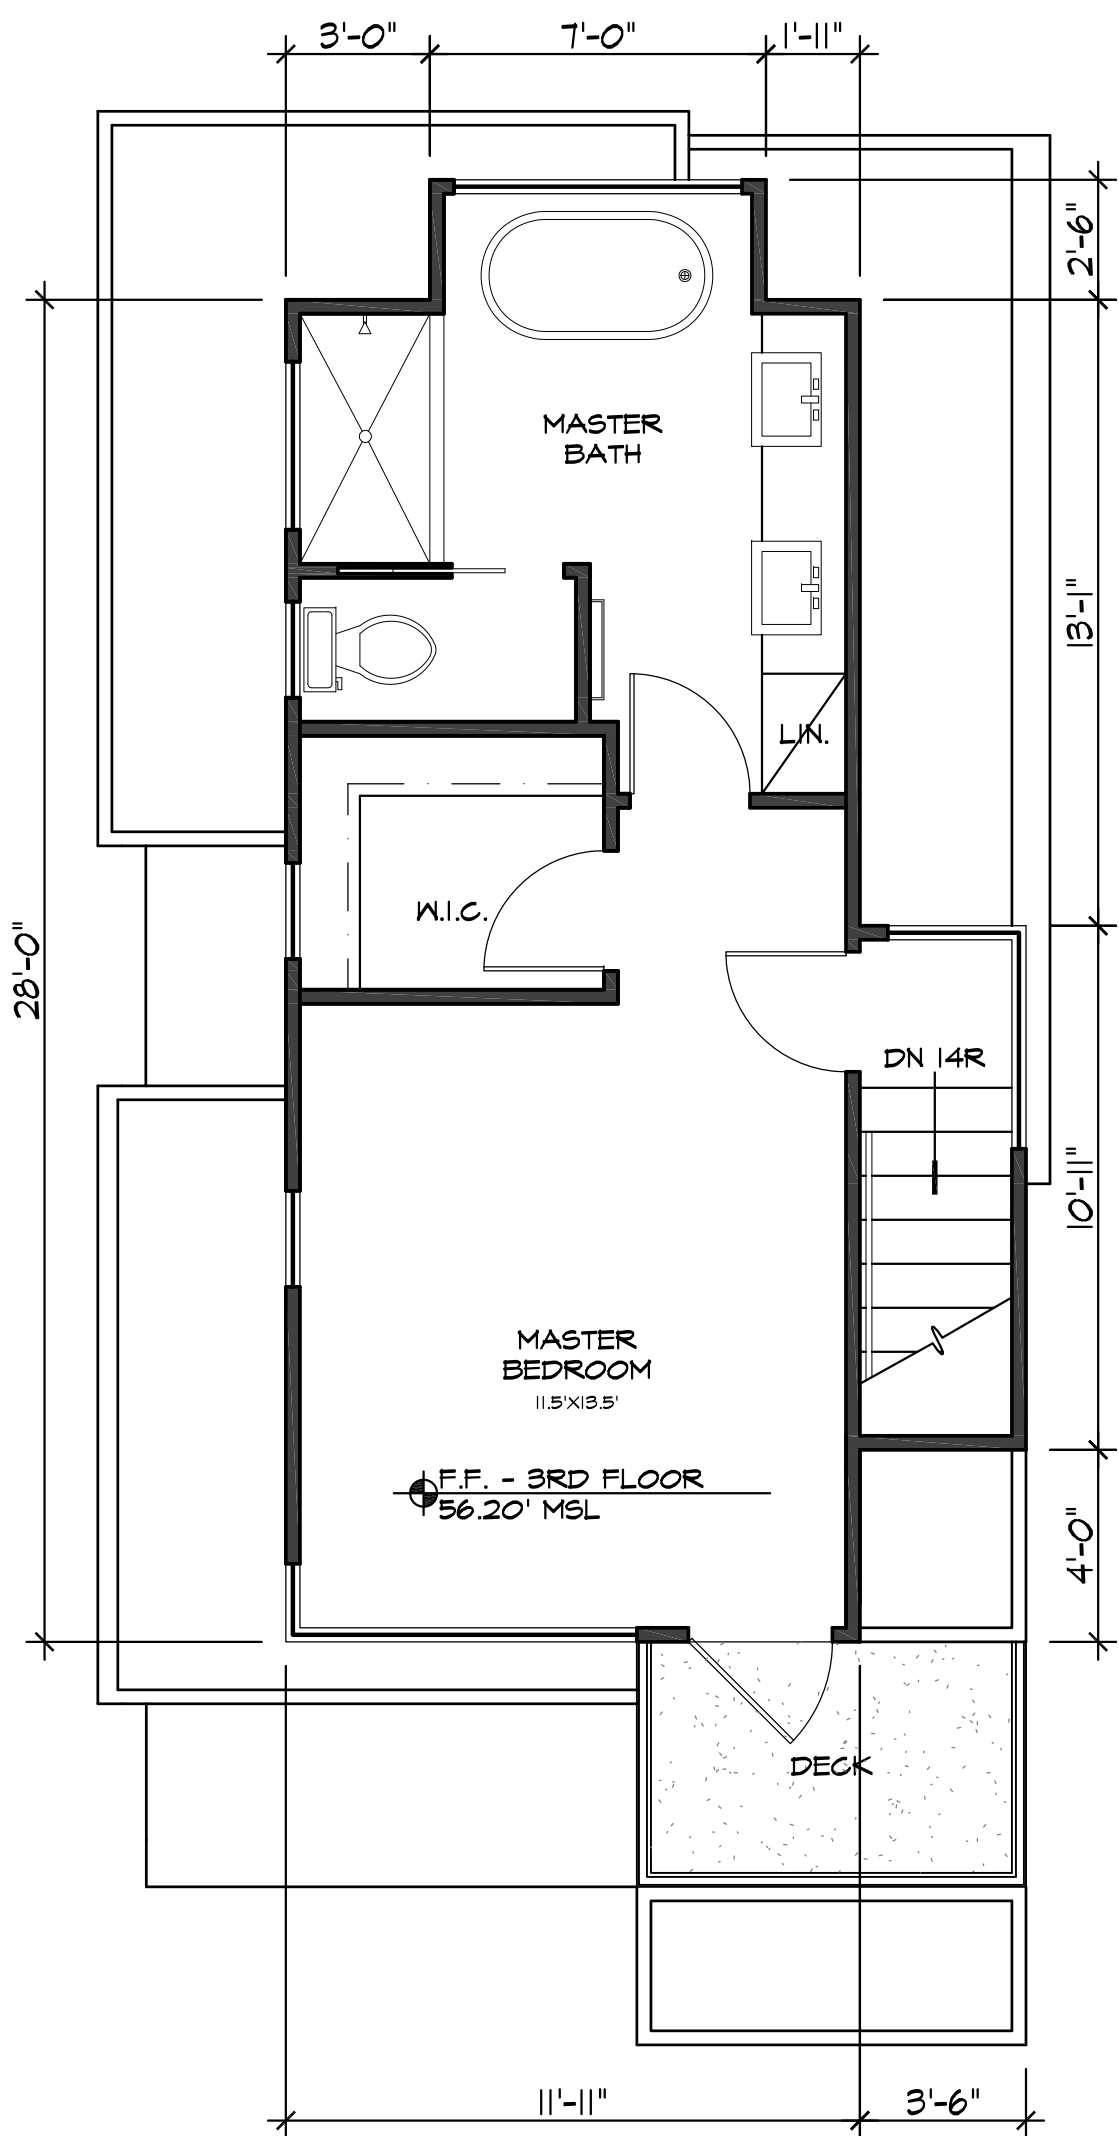 3'-0" 7'-0" 1'-11"
2'-6"
MASTER
BATH
13'-1"
LIN.
W.I.C.
28'-0"
DN 14R
10'-11"
MASTER
BEDROOM
11.5'X13.5'
F.F. - 3RD FLOOR
56.20' MSL
4'-0"
DECK
11'-11" 3'-6"